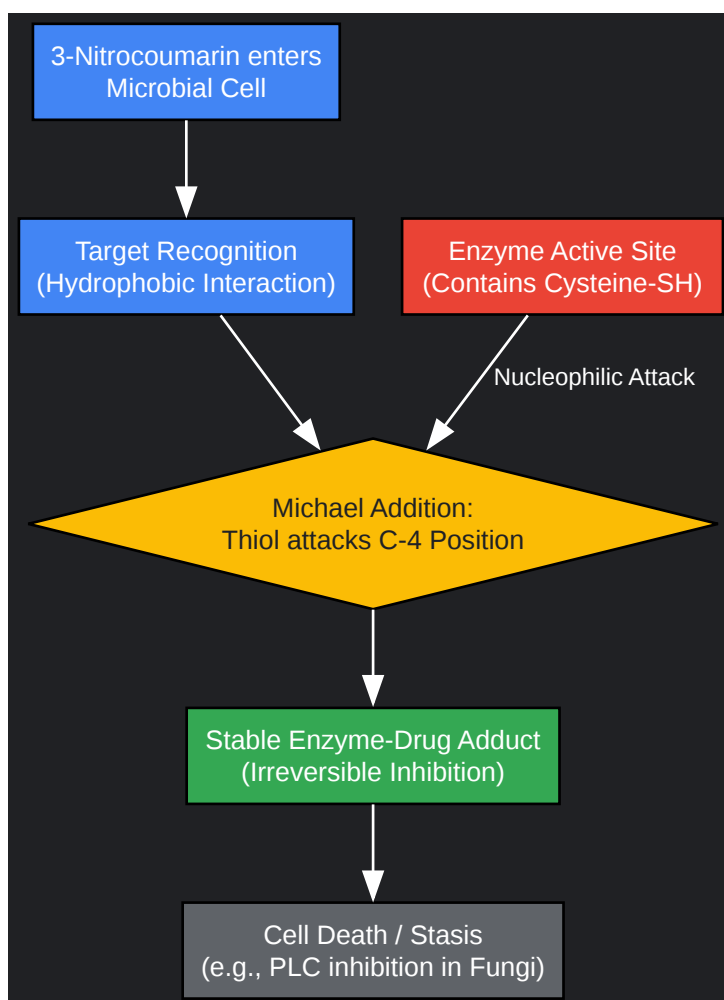 3-Nitrocoumarin enters
Microbial Cell
Target Recognition
(Hydrophobic Interaction)
Enzyme Active Site
(Contains Cysteine-SH)
Nucleophilic Attack
Michael Addition:
Thiol attacks C-4 Position
Stable Enzyme-Drug Adduct
(Irreversible Inhibition)
Cell Death / Stasis
(e.g., PLC inhibition in Fungi)